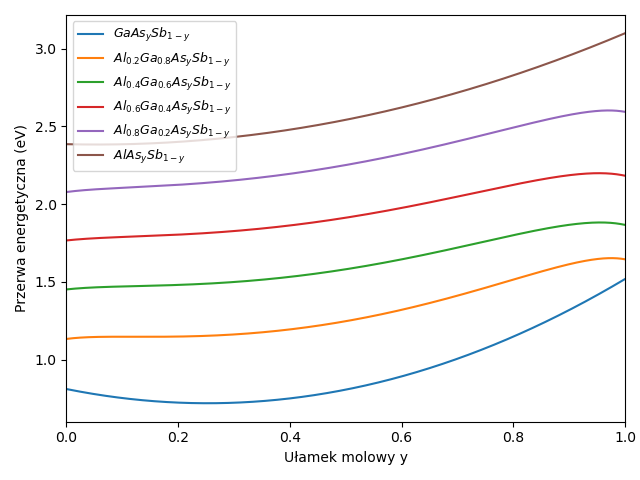 GaAs_ySb_{1−y}
Al_{0.2}Ga_{0.8}As_ySb_{1−y}
Al_{0.4}Ga_{0.6}As_ySb_{1−y}
Al_{0.6}Ga_{0.4}As_ySb_{1−y}
Al_{0.8}Ga_{0.2}As_ySb_{1−y}
AlAs_ySb_{1−y}
Przerwa energetyczna (eV)
3.0
2.5
2.0
1.5
1.0
0.0 0.2 0.4 0.6 0.8 1.0
Ułamek molowy y